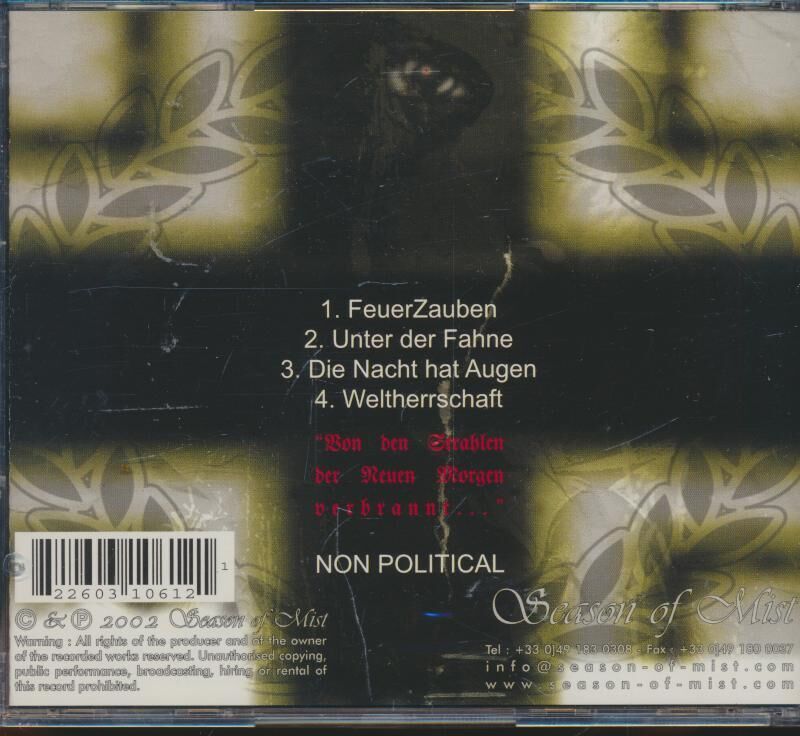 1. FeuerZauben
2. Unter der Fahne
3. Die Nacht hat Augen
4. Weltherrschaft
"Von den Strahlen
der Neuen Morgen
verbrannt..."
NON POLITICAL
22603 10612 1
© & ℗ 2002 Season of Mist
Warning : All rights of the producer and of the owner
of the recorded works reserved. Unauthorised copying,
public performance, broadcasting, hiring or rental of
this record prohibited.
Season of Mist
Tel : +33 0)49 183 0308 - Fax : +33 0)49 180 0037
info@season-of-mist.com
www.season-of-mist.com